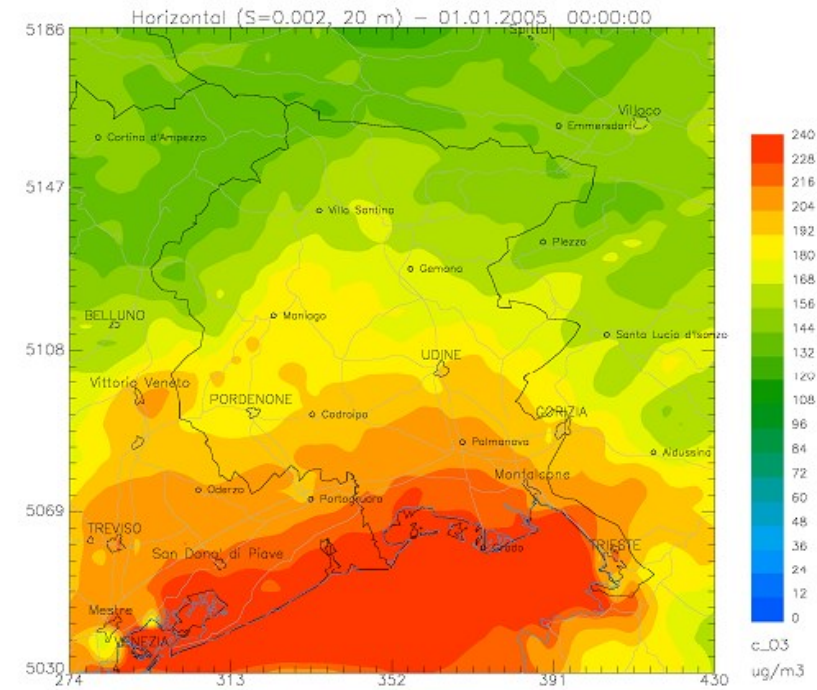 Horizontal (S=0.002, 20 m) – 01.01.2005 00:00:00
5186
Spittal
Villaco
240
Emmersdorf
Cortina d'Ampezzo
228
216
5147
204
Villa Santina
192
Plezzo
180
Gemona
168
BELLUNO
Maniago
156
Santa Lucia d'Isonzo
144
5108
UDINE
132
Vittorio Veneto
120
PORDENONE
108
Codroipo
GORIZIA
96
Palmanova
Aidussina
84
Monfalcone
72
Oderzo
Portogruaro
60
5069
TREVISO
48
San Dona' di Piave
Grado
TRIESTE
36
24
Mestre
12
VENEZIA
0
c_O3
5030
ug/m3
274
313
352
391
430